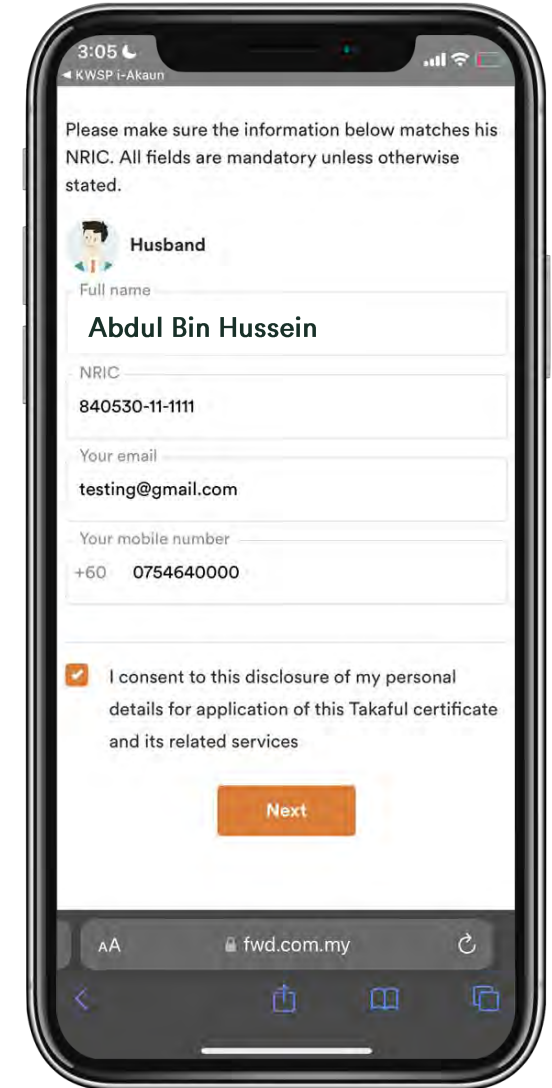 3:05
◀ KWSP i-Akaun
Please make sure the information below matches his
NRIC. All fields are mandatory unless otherwise
stated.
Husband
Full name
Abdul Bin Hussein
NRIC
840530-11-1111
Your email
testing@gmail.com
Your mobile number
+60 0754640000
I consent to this disclosure of my personal
details for application of this Takaful certificate
and its related services
Next
AA fwd.com.my